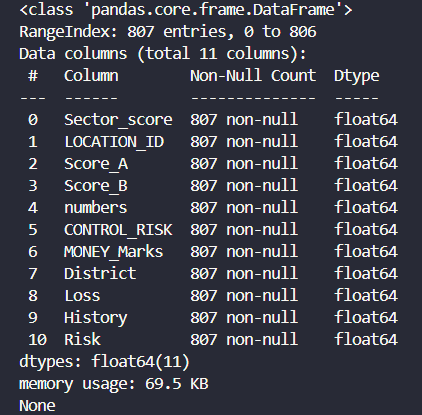 <class 'pandas.core.frame.DataFrame'>
RangeIndex: 807 entries, 0 to 806
Data columns (total 11 columns):
 #   Column        Non-Null Count  Dtype
---  ------        --------------  -----
 0   Sector_score  807 non-null    float64
 1   LOCATION_ID   807 non-null    float64
 2   Score_A       807 non-null    float64
 3   Score_B       807 non-null    float64
 4   numbers       807 non-null    float64
 5   CONTROL_RISK  807 non-null    float64
 6   MONEY_Marks   807 non-null    float64
 7   District      807 non-null    float64
 8   Loss          807 non-null    float64
 9   History       807 non-null    float64
 10  Risk          807 non-null    float64
dtypes: float64(11)
memory usage: 69.5 KB
None